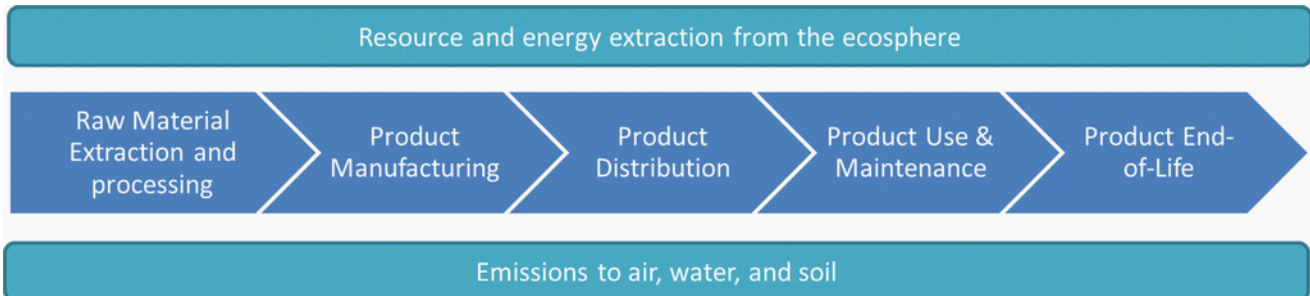 Resource and energy extraction from the ecosphere
Raw Material
Extraction and
processing
Product
Manufacturing
Product
Distribution
Product Use &
Maintenance
Product End-
of-Life
Emissions to air, water, and soil